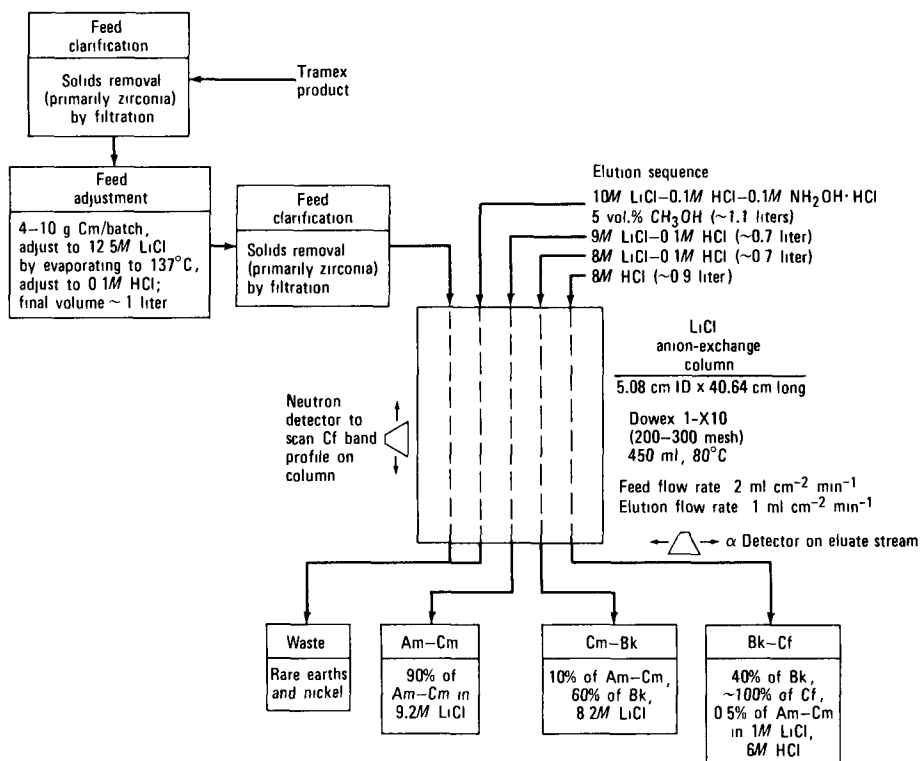 Feed
clarification
Solids removal
(primarily zirconia)
by filtration
Tramex
product
Feed
adjustment
4–10 g Cm/batch,
adjust to 12 5M LiCl
by evaporating to 137°C,
adjust to 0 1M HCl;
final volume ~ 1 liter
Feed
clarification
Solids removal
(primarily zirconia)
by filtration
Elution sequence
10M LiCl–0.1M HCl–0.1M NH₂OH·HCl
5 vol.% CH₃OH (~1.1 liters)
9M LiCl–0 1M HCl (~0.7 liter)
8M LiCl–0 1M HCl (~0 7 liter)
8M HCl (~0 9 liter)
LiCl
anion-exchange
column
5.08 cm ID x 40.64 cm long
Dowex 1-X10
(200–300 mesh)
450 ml, 80°C
Feed flow rate 2 ml cm⁻² min⁻¹
Elution flow rate 1 ml cm⁻² min⁻¹
Neutron
detector to
scan Cf band
profile on
column
α Detector on eluate stream
Waste
Rare earths
and nickel
Am–Cm
90% of
Am–Cm in
9.2M LiCl
Cm–Bk
10% of Am–Cm,
60% of Bk,
8 2M LiCl
Bk–Cf
40% of Bk,
~100% of Cf,
0 5% of Am–Cm
in 1M LiCl,
6M HCl